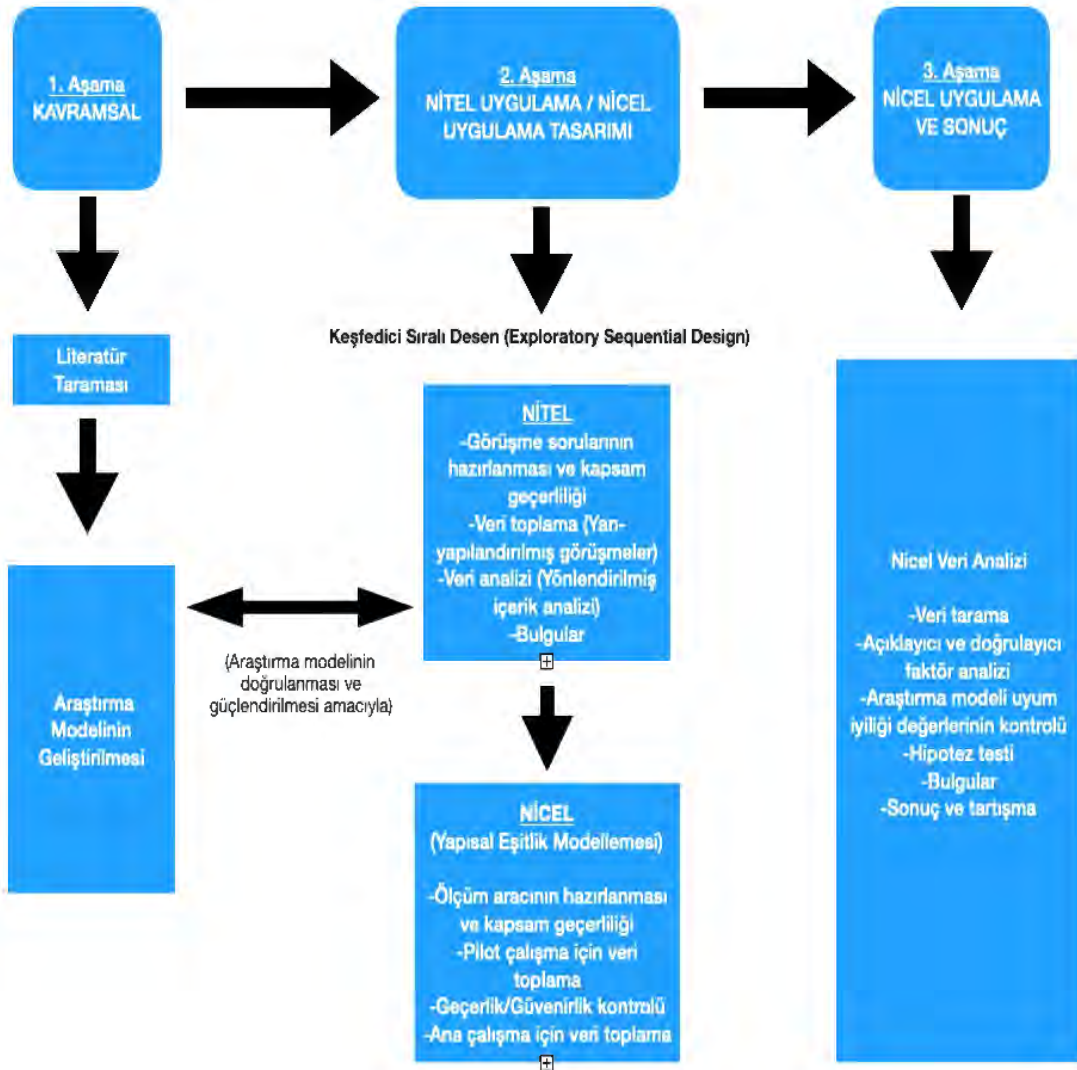 1. Aşama
KAVRAMSAL
2. Aşama
NİTEL UYGULAMA / NİCEL
UYGULAMA TASARIMI
3. Aşama
NİCEL UYGULAMA
VE SONUÇ
Literatür
Taraması
Araştırma
Modelinin
Geliştirilmesi
Keşfedici Sıralı Desen (Exploratory Sequential Design)
NİTEL
-Görüşme sorularının
hazırlanması ve kapsam
geçerliliği
-Veri toplama (Yarı-
yapılandırılmış görüşmeler)
-Veri analizi (Yönlendirilmiş
içerik analizi)
-Bulgular
(Araştırma modelinin
doğrulanması ve
güçlendirilmesi amacıyla)
NİCEL
(Yapısal Eşitlik Modellemesi)
-Ölçüm aracının hazırlanması
ve kapsam geçerliliği
-Pilot çalışma için veri
toplama
-Geçerlik/Güvenirlik kontrolü
-Ana çalışma için veri toplama
Nicel Veri Analizi
-Veri tarama
-Açıklayıcı ve doğrulayıcı
faktör analizi
-Araştırma modeli uyum
iyiliği değerlerinin kontrolü
-Hipotez testi
-Bulgular
-Sonuç ve tartışma